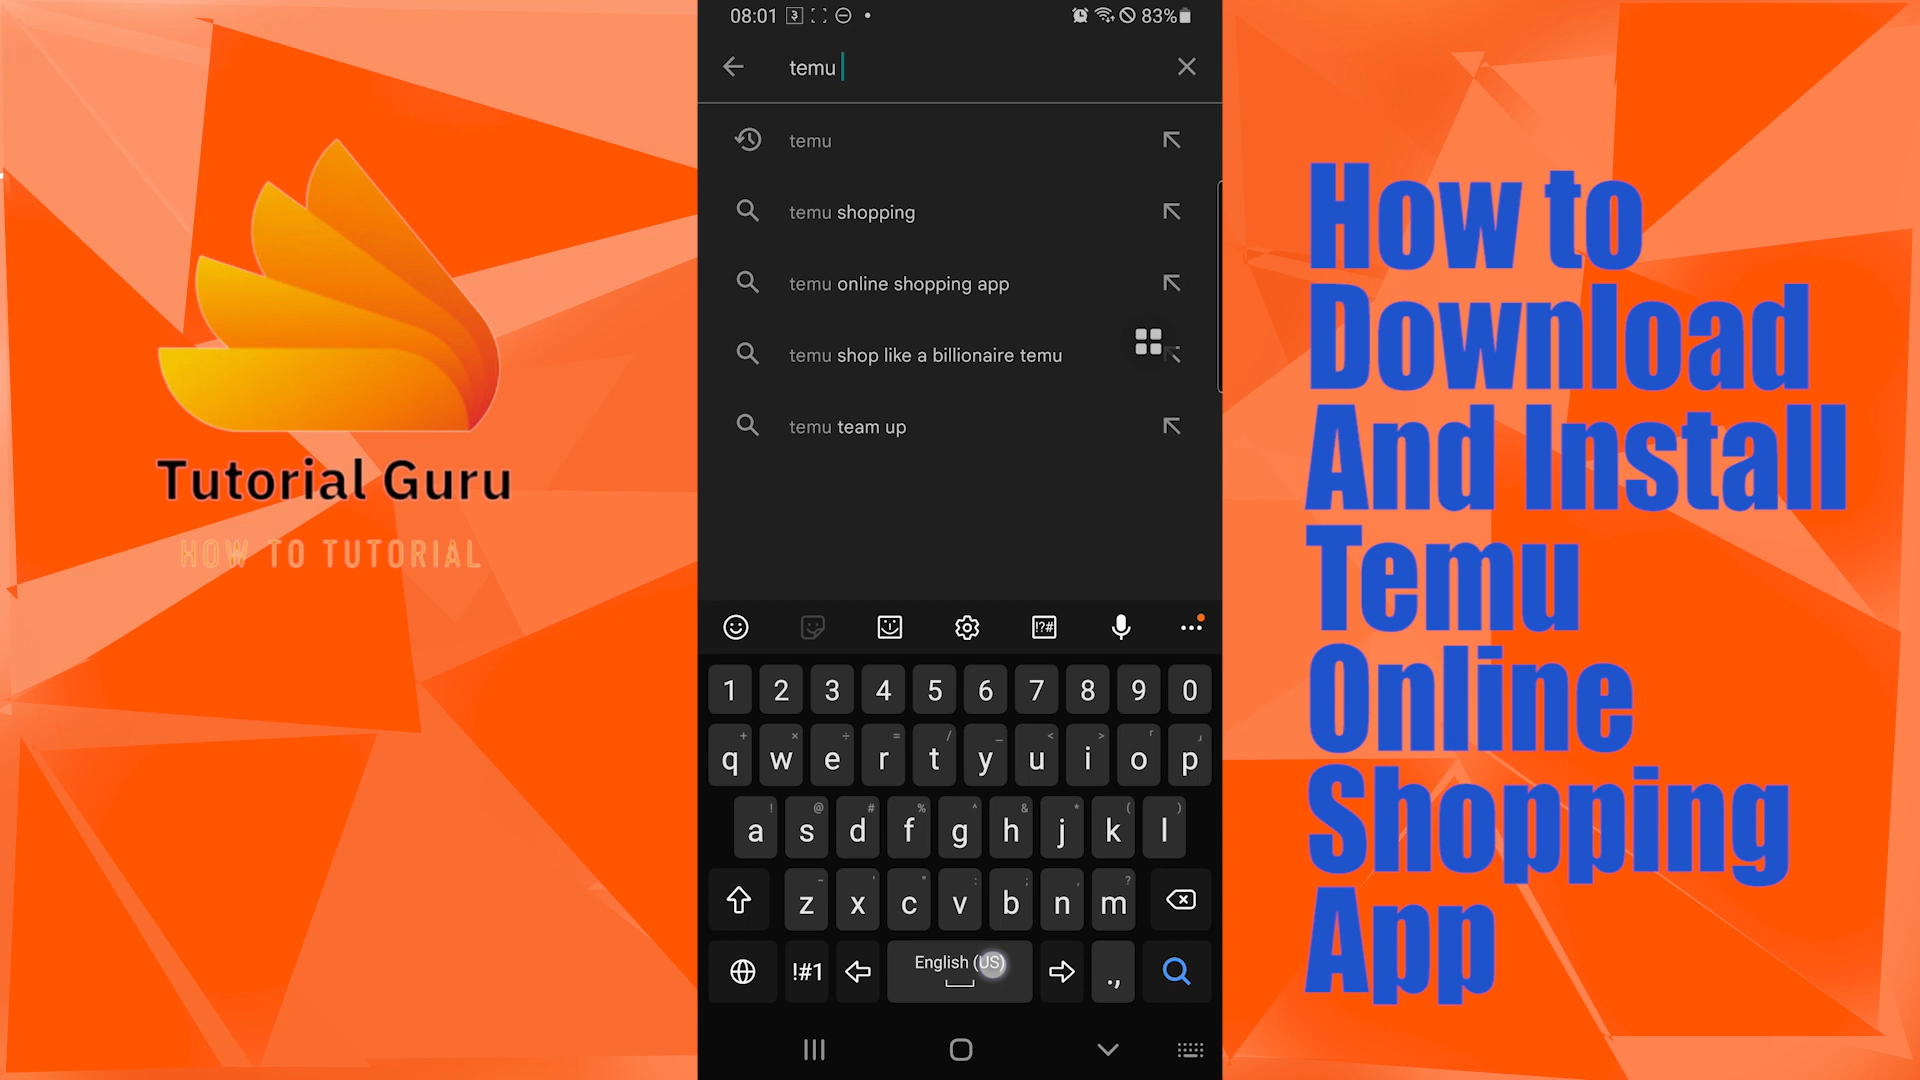 Tutorial Guru
HOW TO TUTORIAL
08:01
83%
temu
temu
temu shopping
temu online shopping app
temu shop like a billionaire temu
temu team up
!?#
1 2 3 4 5 6 7 8 9 0
q w e r t y u i o p
a s d f g h j k l
z x c v b n m
!#1
English (US)
.,
How to
Download
And Install
Temu
Online
Shopping
App